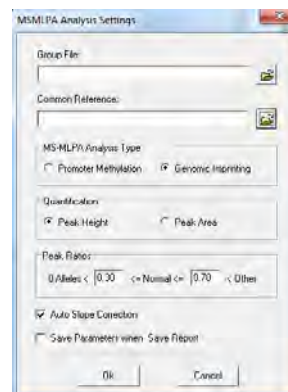 MSMLPA Analysis Settings
Group File:
Common Reference:
MS-MLPA Analysis Type
Promoter Methylation Genomic Imprinting
Quantification
Peak Height Peak Area
Peak Ratios
0 Alleles < 0.30 <= Normal <= 0.70 < Other
Auto Slope Correction
Save Parameters when Save Report
Ok Cancel